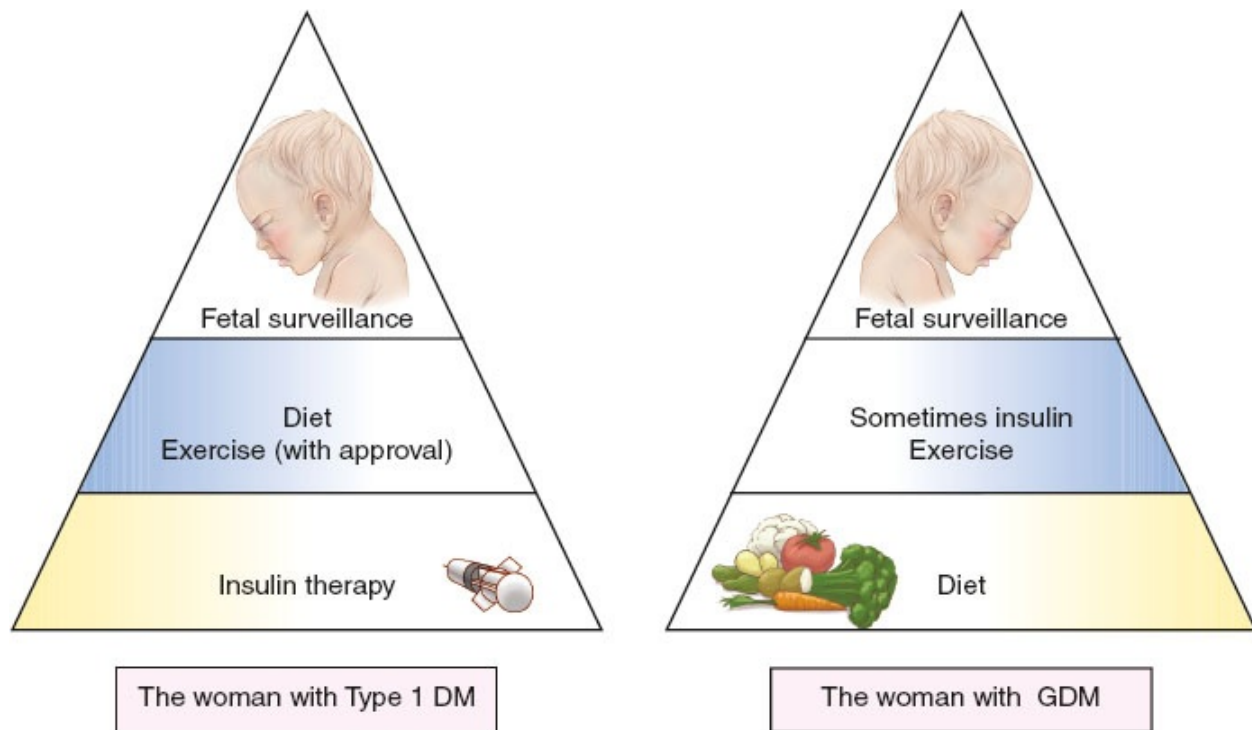 Fetal surveillance
Diet
Exercise (with approval)
Insulin therapy
The woman with Type 1 DM
Fetal surveillance
Sometimes insulin
Exercise
Diet
The woman with GDM